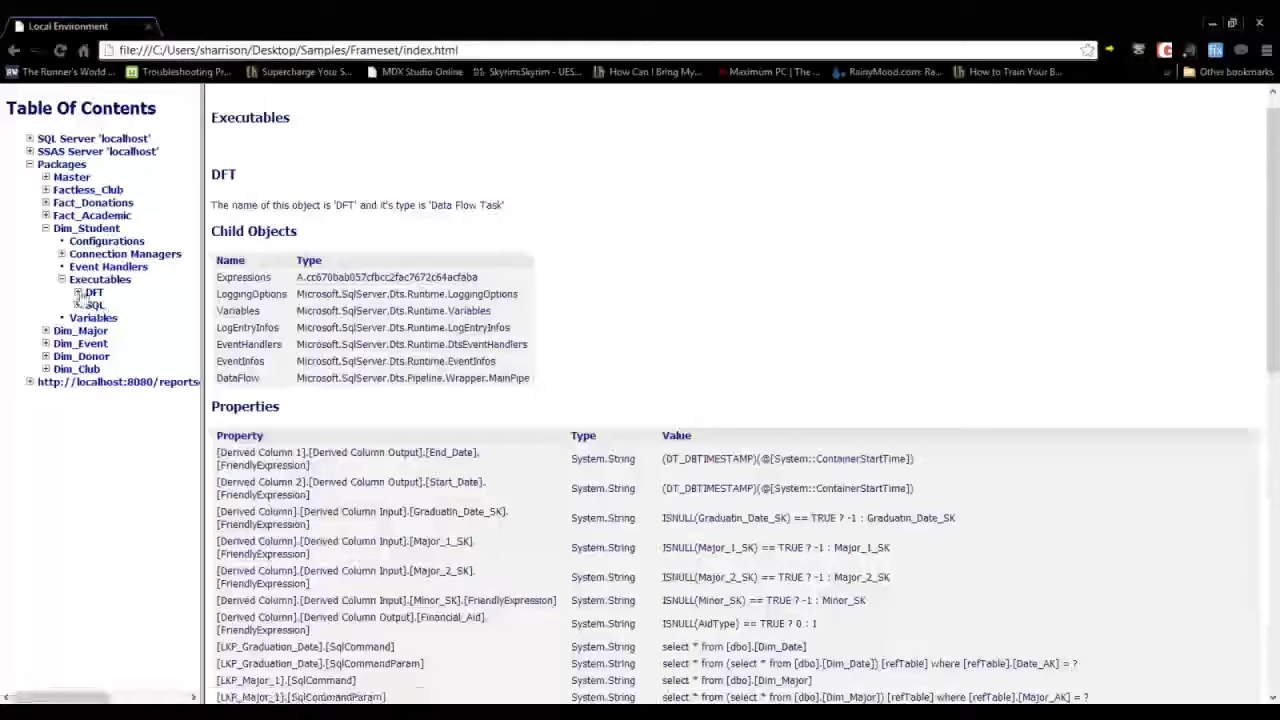 Local Environment
file:///C:/Users/sharrison/Desktop/Samples/Frameset/index.html
The Runner's World ... Troubleshooting Pr... Supercharge Your S... MDX Studio Online SkyrimSkyrim - UES... How Can I Bring My... Maximum PC | The ... RainyMood.com: Ra... How to Train Your B... Other bookmarks
Table Of Contents
SQL Server 'localhost'
SSAS Server 'localhost'
Packages
Master
Factless_Club
Fact_Donations
Fact_Academic
Dim_Student
Configurations
Connection Managers
Event Handlers
Executables
DFT
SQL
Variables
Dim_Major
Dim_Event
Dim_Donor
Dim_Club
http://localhost:8080/reports
Executables
DFT
The name of this object is 'DFT' and it's type is 'Data Flow Task'
Child Objects
Name Type
Expressions A.cc670bab057cfbcc2fac7672c64acfaba
LoggingOptions Microsoft.SqlServer.Dts.Runtime.LoggingOptions
Variables Microsoft.SqlServer.Dts.Runtime.Variables
LogEntryInfos Microsoft.SqlServer.Dts.Runtime.LogEntryInfos
EventHandlers Microsoft.SqlServer.Dts.Runtime.DtsEventHandlers
EventInfos Microsoft.SqlServer.Dts.Runtime.EventInfos
DataFlow Microsoft.SqlServer.Dts.Pipeline.Wrapper.MainPipe
Properties
Property Type Value
[Derived Column 1].[Derived Column Output].[End_Date].
[FriendlyExpression] System.String (DT_DBTIMESTAMP)(@[System::ContainerStartTime])
[Derived Column 2].[Derived Column Output].[Start_Date].
[FriendlyExpression] System.String (DT_DBTIMESTAMP)(@[System::ContainerStartTime])
[Derived Column].[Derived Column Input].[Graduatin_Date_SK].
[FriendlyExpression] System.String ISNULL(Graduatin_Date_SK) == TRUE ? -1 : Graduatin_Date_SK
[Derived Column].[Derived Column Input].[Major_1_SK].
[FriendlyExpression] System.String ISNULL(Major_1_SK) == TRUE ? -1 : Major_1_SK
[Derived Column].[Derived Column Input].[Major_2_SK].
[FriendlyExpression] System.String ISNULL(Major_2_SK) == TRUE ? -1 : Major_2_SK
[Derived Column].[Derived Column Input].[Minor_SK].[FriendlyExpression] System.String ISNULL(Minor_SK) == TRUE ? -1 : Minor_SK
[Derived Column].[Derived Column Output].[Financial_Aid].
[FriendlyExpression] System.String ISNULL(AidType) == TRUE ? 0 : 1
[LKP_Graduation_Date].[SqlCommand] System.String select * from [dbo].[Dim_Date]
[LKP_Graduation_Date].[SqlCommandParam] System.String select * from (select * from [dbo].[Dim_Date]) [refTable] where [refTable].[Date_AK] = ?
[LKP_Major_1].[SqlCommand] System.String select * from [dbo].[Dim_Major]
[LKP_Major_1].[SqlCommandParam] System.String select * from (select * from [dbo].[Dim_Major]) [refTable] where [refTable].[Major_AK] = ?